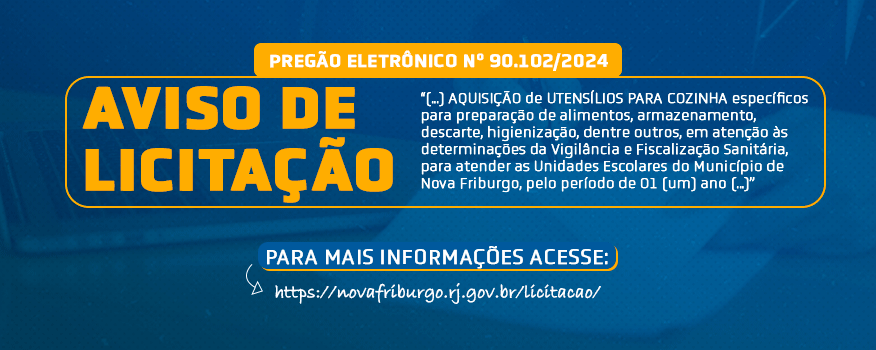 PREGÃO ELETRÔNICO Nº 90.102/2024
AVISO DE
LICITAÇÃO
“(...) AQUISIÇÃO de UTENSÍLIOS PARA COZINHA específicos
para preparação de alimentos, armazenamento,
descarte, higienização, dentre outros, em atenção às
determinações da Vigilância e Fiscalização Sanitária,
para atender as Unidades Escolares do Município de
Nova Friburgo, pelo período de 01 (um) ano (...)”
PARA MAIS INFORMAÇÕES ACESSE:
https://novafriburgo.rj.gov.br/licitacao/